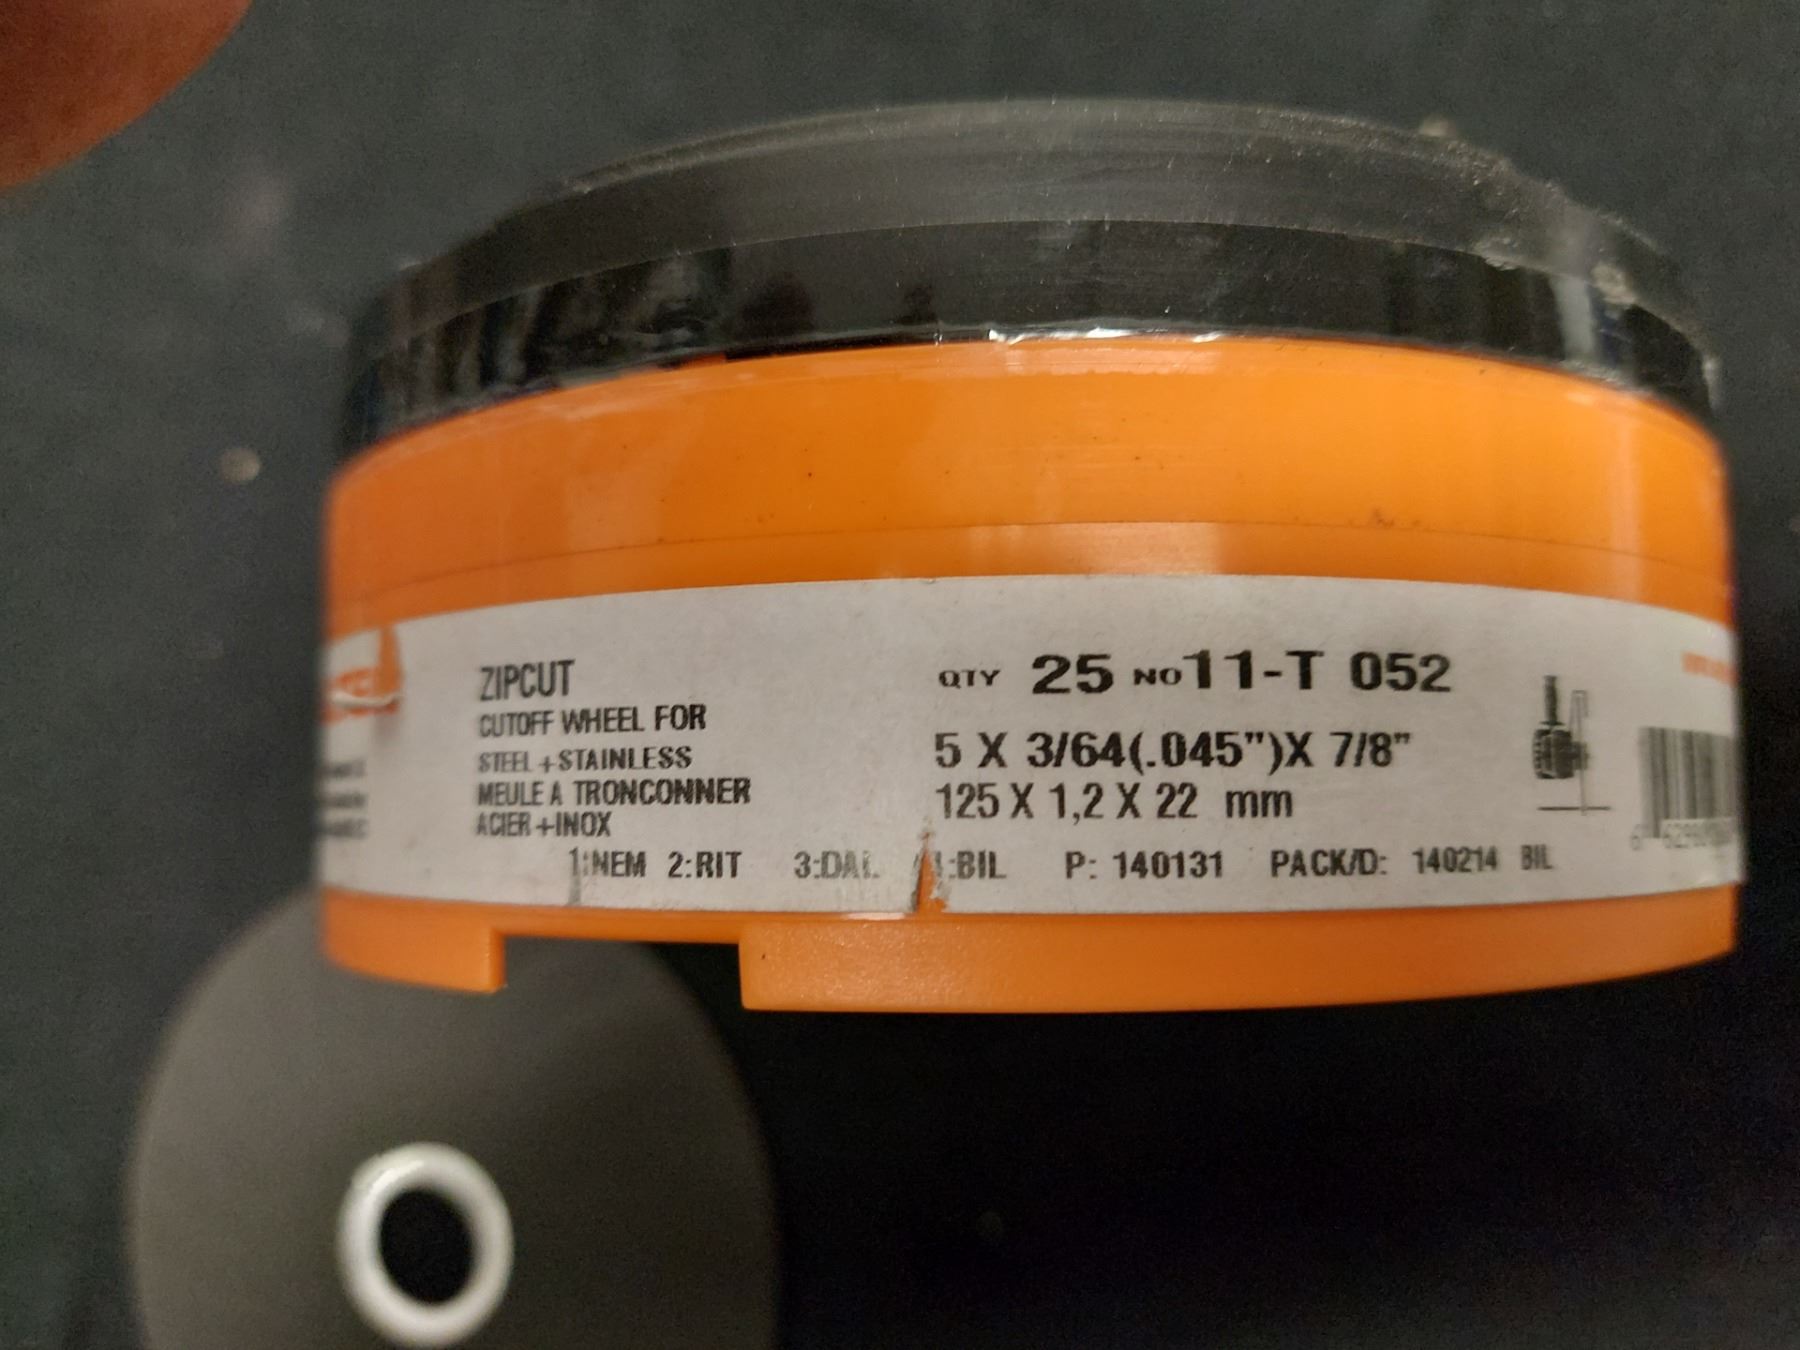 ZIPCUT
CUTOFF WHEEL FOR
STEEL+STAINLESS
MEULE A TRONCONNER
ACIER+INOX
QTY 25 NO 11-T 052
5 X 3/64(.045")X 7/8"
125 X 1,2 X 22 mm
1:NEM 2:RIT 3:DAL :BIL P: 140131 PACK/D: 140214 BIL